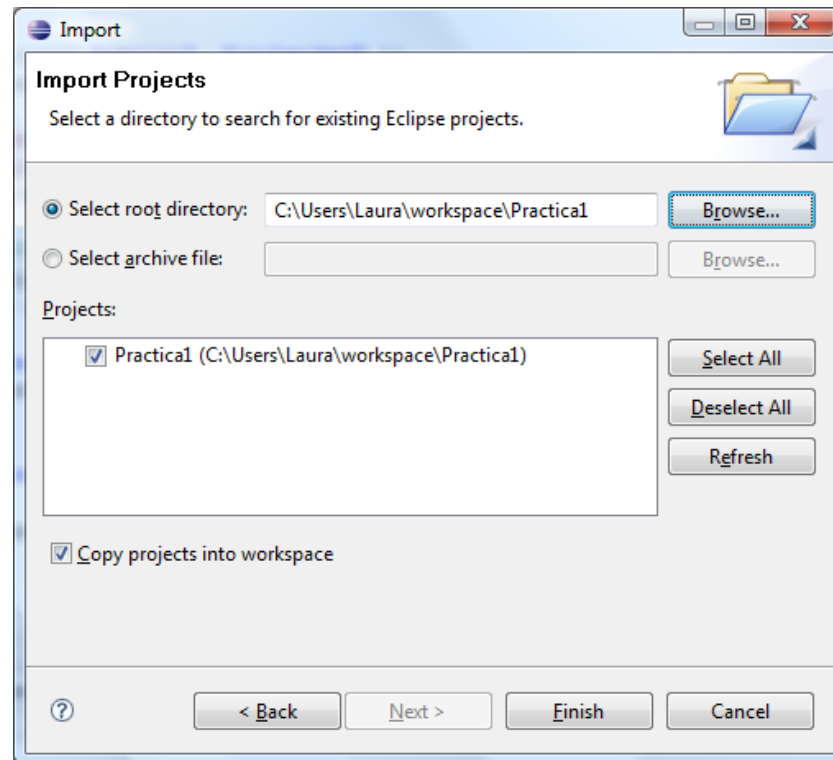 Import
Import Projects
Select a directory to search for existing Eclipse projects.
Select root directory: C:\Users\Laura\workspace\Practica1 Browse...
Select archive file: Browse...
Projects:
Practica1 (C:\Users\Laura\workspace\Practica1)
Select All
Deselect All
Refresh
Copy projects into workspace
? < Back Next > Finish Cancel